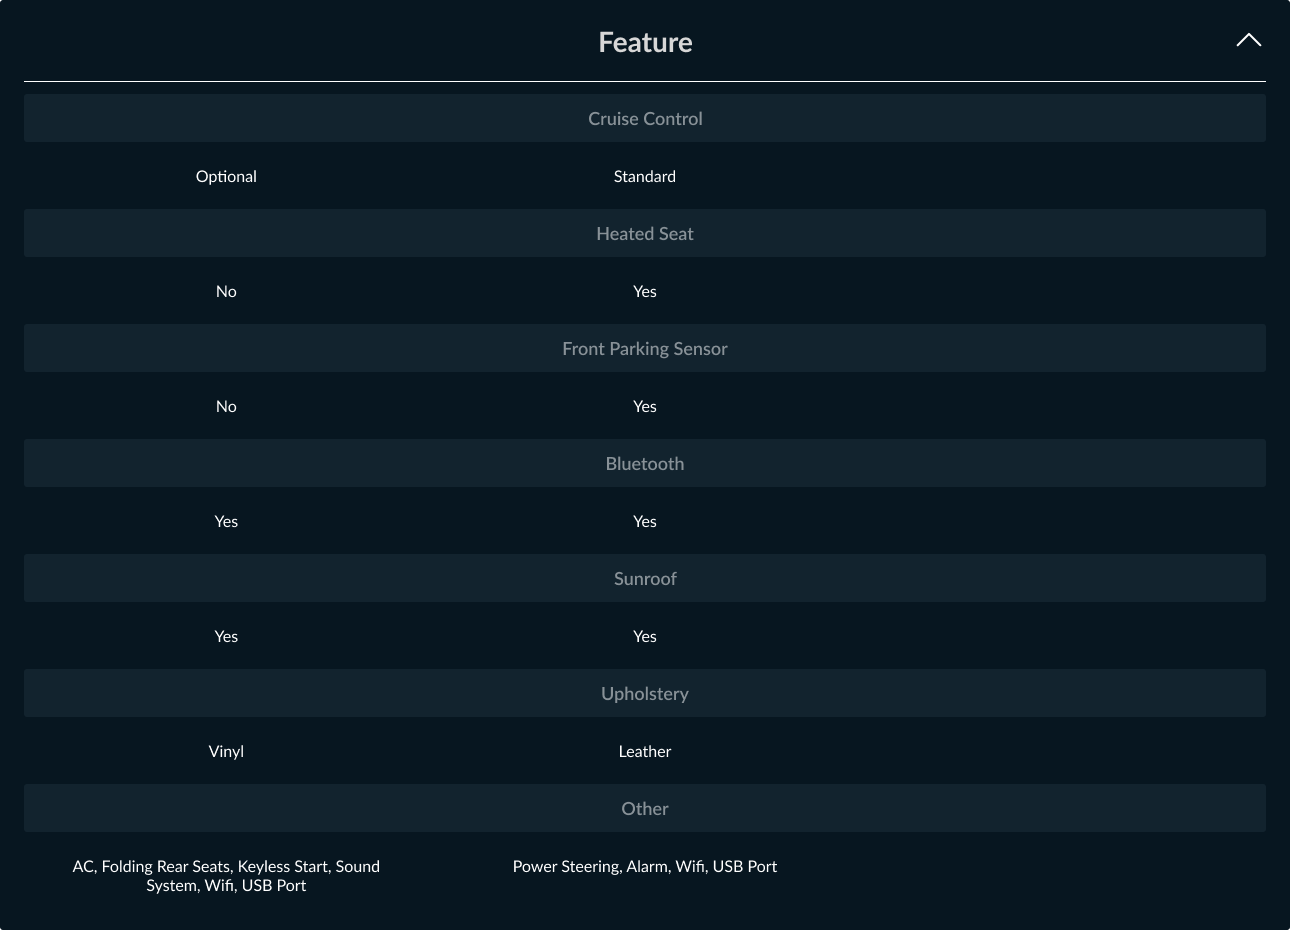 Feature
Cruise Control
Optional Standard
Heated Seat
No Yes
Front Parking Sensor
No Yes
Bluetooth
Yes Yes
Sunroof
Yes Yes
Upholstery
Vinyl Leather
Other
AC, Folding Rear Seats, Keyless Start, Sound
System, Wifi, USB Port
Power Steering, Alarm, Wifi, USB Port